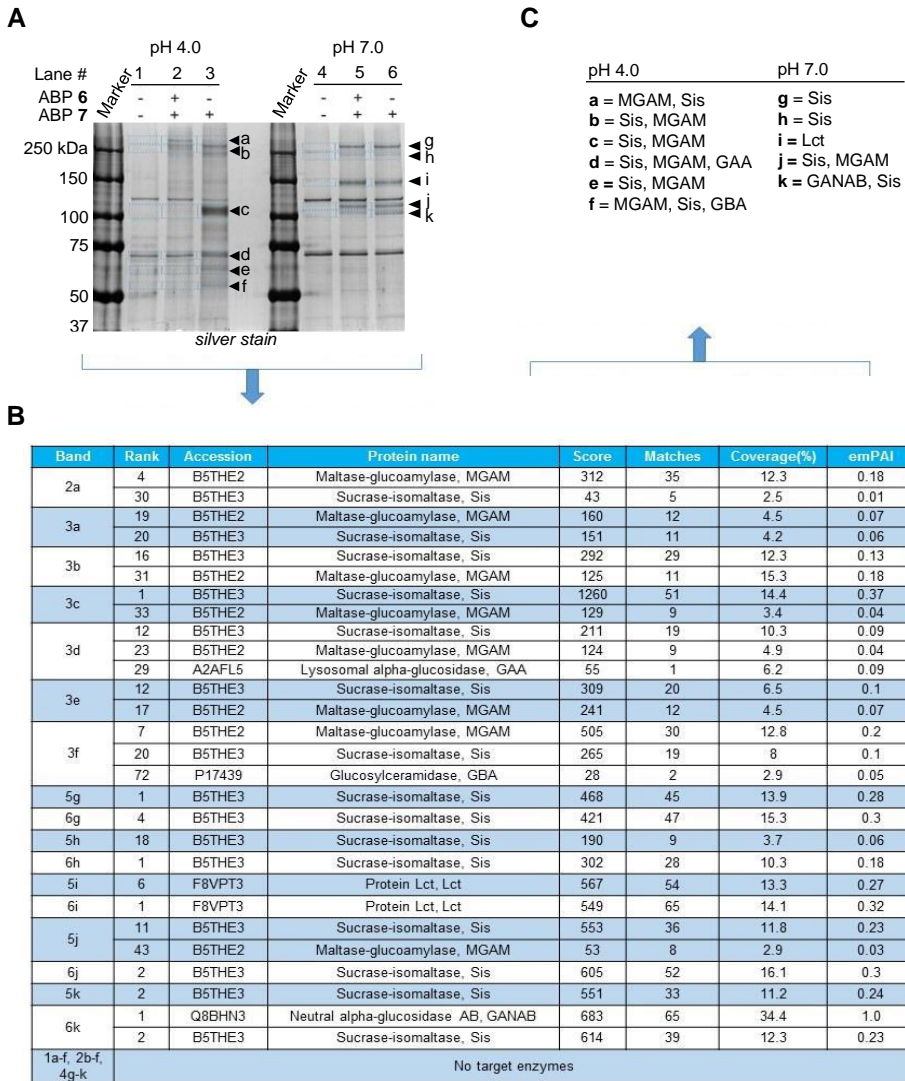 A
pH 4.0 pH 7.0
Lane # Marker 1 2 3 Marker 4 5 6
ABP 6 - + - - + -
ABP 7 - + + - + +
250 kDa
150
100
75
50
37
a
b
c
d
e
f
g
h
i
j
k
silver stain
C
pH 4.0
a = MGAM, Sis
b = Sis, MGAM
c = Sis, MGAM
d = Sis, MGAM, GAA
e = Sis, MGAM
f = MGAM, Sis, GBA
pH 7.0
g = Sis
h = Sis
i = Lct
j = Sis, MGAM
k = GANAB, Sis
B
Band Rank Accession Protein name Score Matches Coverage(%) emPAI
2a 4 B5THE2 Maltase-glucoamylase, MGAM 312 35 12.3 0.18
30 B5THE3 Sucrase-isomaltase, Sis 43 5 2.5 0.01
3a 19 B5THE2 Maltase-glucoamylase, MGAM 160 12 4.5 0.07
20 B5THE3 Sucrase-isomaltase, Sis 151 11 4.2 0.06
3b 16 B5THE3 Sucrase-isomaltase, Sis 292 29 12.3 0.13
31 B5THE2 Maltase-glucoamylase, MGAM 125 11 15.3 0.18
3c 1 B5THE3 Sucrase-isomaltase, Sis 1260 51 14.4 0.37
33 B5THE2 Maltase-glucoamylase, MGAM 129 9 3.4 0.04
3d 12 B5THE3 Sucrase-isomaltase, Sis 211 19 10.3 0.09
23 B5THE2 Maltase-glucoamylase, MGAM 124 9 4.9 0.04
29 A2AFL5 Lysosomal alpha-glucosidase, GAA 55 1 6.2 0.09
3e 12 B5THE3 Sucrase-isomaltase, Sis 309 20 6.5 0.1
17 B5THE2 Maltase-glucoamylase, MGAM 241 12 4.5 0.07
3f 7 B5THE2 Maltase-glucoamylase, MGAM 505 30 12.8 0.2
20 B5THE3 Sucrase-isomaltase, Sis 265 19 8 0.1
72 P17439 Glucosylceramidase, GBA 28 2 2.9 0.05
5g 1 B5THE3 Sucrase-isomaltase, Sis 468 45 13.9 0.28
6g 4 B5THE3 Sucrase-isomaltase, Sis 421 47 15.3 0.3
5h 18 B5THE3 Sucrase-isomaltase, Sis 190 9 3.7 0.06
6h 1 B5THE3 Sucrase-isomaltase, Sis 302 28 10.3 0.18
5i 6 F8VPT3 Protein Lct, Lct 567 54 13.3 0.27
6i 1 F8VPT3 Protein Lct, Lct 549 65 14.1 0.32
5j 11 B5THE3 Sucrase-isomaltase, Sis 553 36 11.8 0.23
43 B5THE2 Maltase-glucoamylase, MGAM 53 8 2.9 0.03
6j 2 B5THE3 Sucrase-isomaltase, Sis 605 52 16.1 0.3
5k 2 B5THE3 Sucrase-isomaltase, Sis 551 33 11.2 0.24
6k 1 Q8BHN3 Neutral alpha-glucosidase AB, GANAB 683 65 34.4 1.0
2 B5THE3 Sucrase-isomaltase, Sis 614 39 12.3 0.23
1a-f, 2b-f,
4g-k No target enzymes